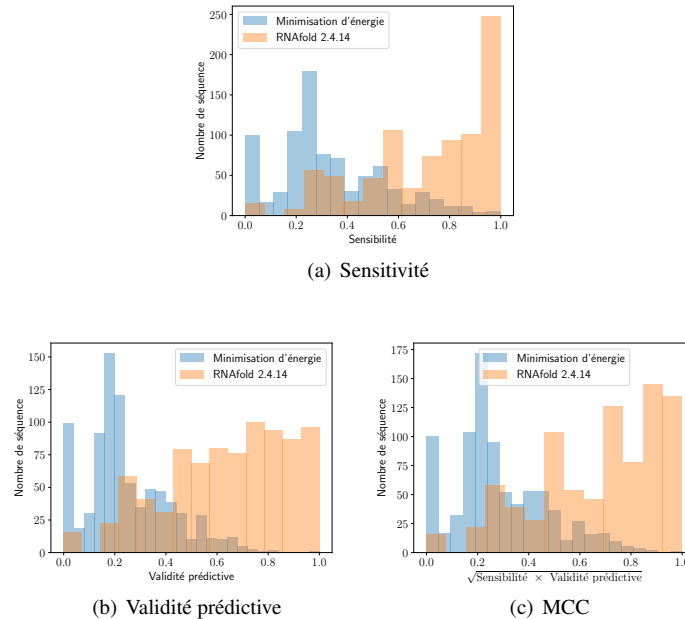 Minimisation d'énergie
RNAfold 2.4.14
Nombre de séquence
250
200
150
100
50
0
0.0 0.2 0.4 0.6 0.8 1.0
Sensibilité
(a) Sensitivité
Minimisation d'énergie
RNAfold 2.4.14
Nombre de séquence
150
125
100
75
50
25
0
0.0 0.2 0.4 0.6 0.8 1.0
Validité prédictive
(b) Validité prédictive
Minimisation d'énergie
RNAfold 2.4.14
Nombre de séquence
175
150
125
100
75
50
25
0
0.0 0.2 0.4 0.6 0.8 1.0
√Sensibilité × Validité prédictive
(c) MCC